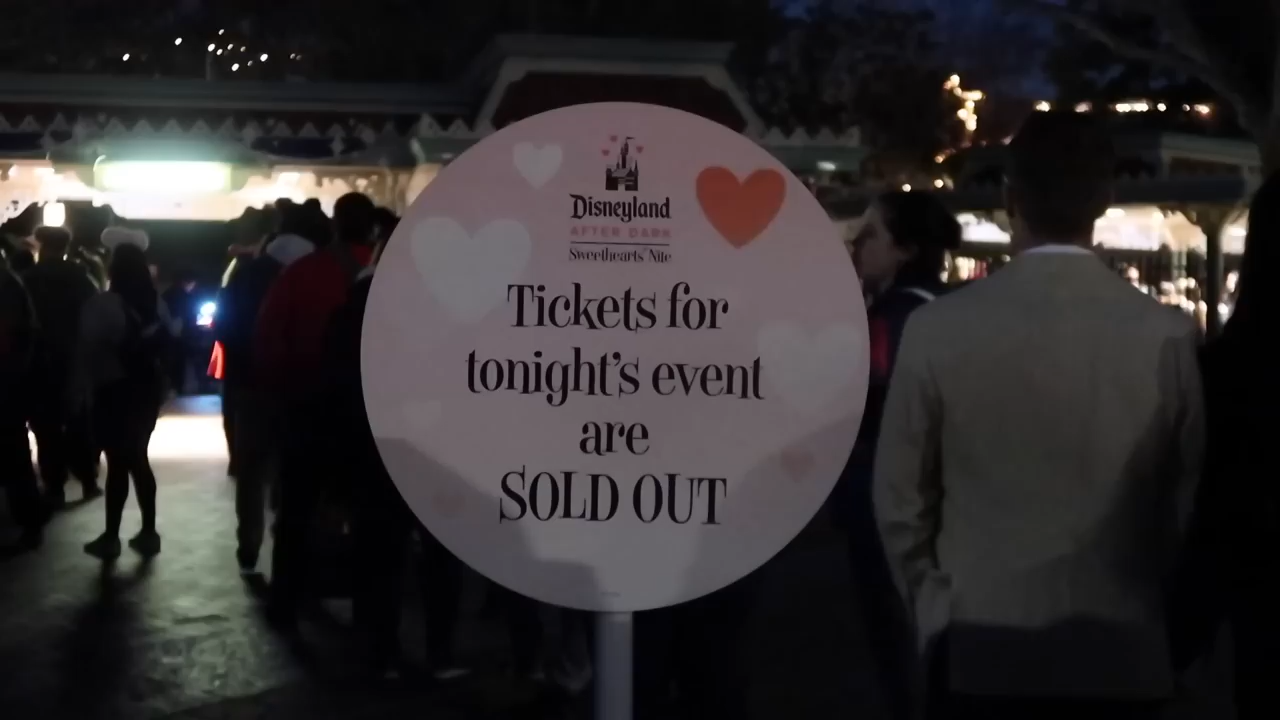 Disneyland
AFTER DARK
Sweethearts' Nite
Tickets for
tonight's event
are
SOLD OUT